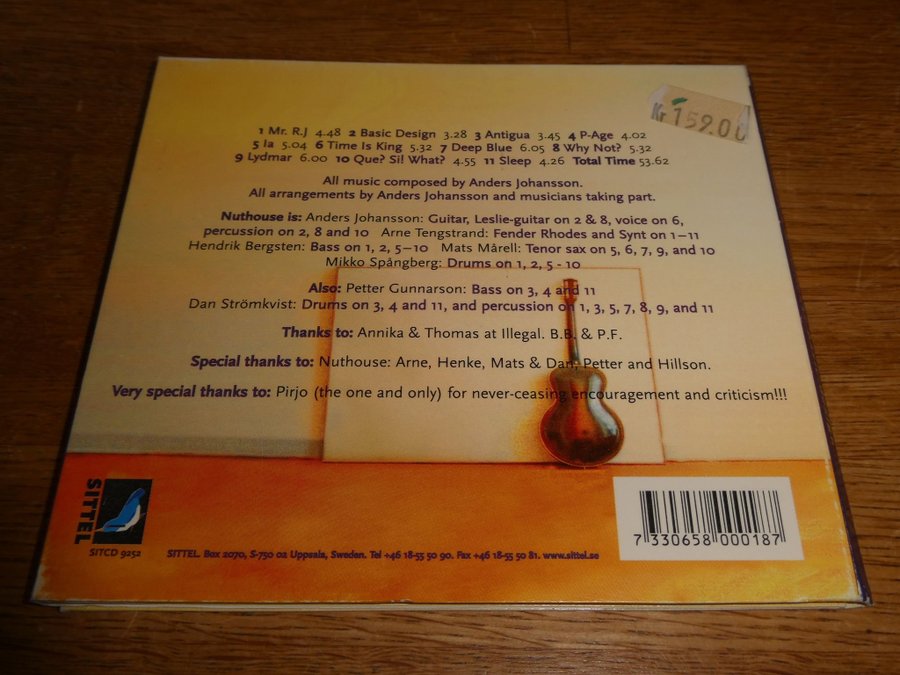 Kr 159.00
1 Mr. R.J 4.48 2 Basic Design 3.28 3 Antigua 3.45 4 P-Age 4.02
5 Ia 5.04 6 Time Is King 5.32 7 Deep Blue 6.05 8 Why Not? 5.32
9 Lydmar 6.00 10 Que? Si! What? 4.55 11 Sleep 4.26 Total Time 53.62
All music composed by Anders Johansson.
All arrangements by Anders Johansson and musicians taking part.
Nuthouse is: Anders Johansson: Guitar, Leslie-guitar on 2 & 8, voice on 6,
percussion on 2, 8 and 10 Arne Tengstrand: Fender Rhodes and Synt on 1–11
Hendrik Bergsten: Bass on 1, 2, 5–10 Mats Mårell: Tenor sax on 5, 6, 7, 9, and 10
Mikko Spångberg: Drums on 1, 2, 5 - 10
Also: Petter Gunnarson: Bass on 3, 4 and 11
Dan Strömkvist: Drums on 3, 4 and 11, and percussion on 1, 3, 5, 7, 8, 9, and 11
Thanks to: Annika & Thomas at Illegal. B.B. & P.F.
Special thanks to: Nuthouse: Arne, Henke, Mats & Dan, Petter and Hillson.
Very special thanks to: Pirjo (the one and only) for never-ceasing encouragement and criticism!!!
SITTEL
SITCD 9252
SITTEL. Box 2070, S-750 02 Uppsala, Sweden. Tel +46 18-55 50 90. Fax +46 18-55 50 81. www.sittel.se
7 330658 000187